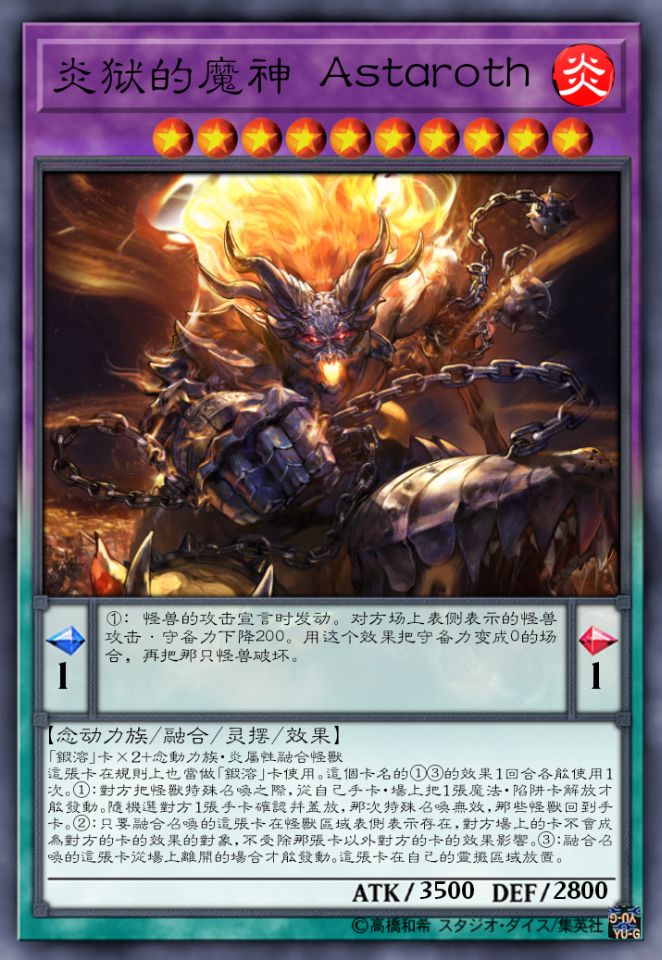 炎狱的魔神 Astaroth
炎
①：怪兽的攻击宣言时发动。对方场上表侧表示的怪兽
攻击·守备力下降200。用这个效果把守备力变成0的场
合，再把那只怪兽破坏。
1
1
【念动力族/融合/灵摆/效果】
「鍛溶」卡×2+念動力族·炎屬性融合怪獸
這張卡在規則上也當做「鍛溶」卡使用。這個卡名的①③的效果1回合各能使用1
次。①：對方把怪獸特殊召喚之際，從自己手卡·場上把1張魔法·陷阱卡解放才
能發動。隨機選對方1張手卡確認并蓋放，那次特殊召喚無效，那些怪獸回到手
卡。②：只要融合召喚的這張卡在怪獸區域表側表示存在，對方場上的卡不會成
為對方的卡的效果的對象，不受除那張卡以外對方的卡的效果影響。③：融合召
喚的這張卡從場上離開的場合才能發動。這張卡在自己的靈擺區域放置。
ATK/3500 DEF/2800
©高橋和希 スタジオ·ダイス/集英社
YU-G
YU-G